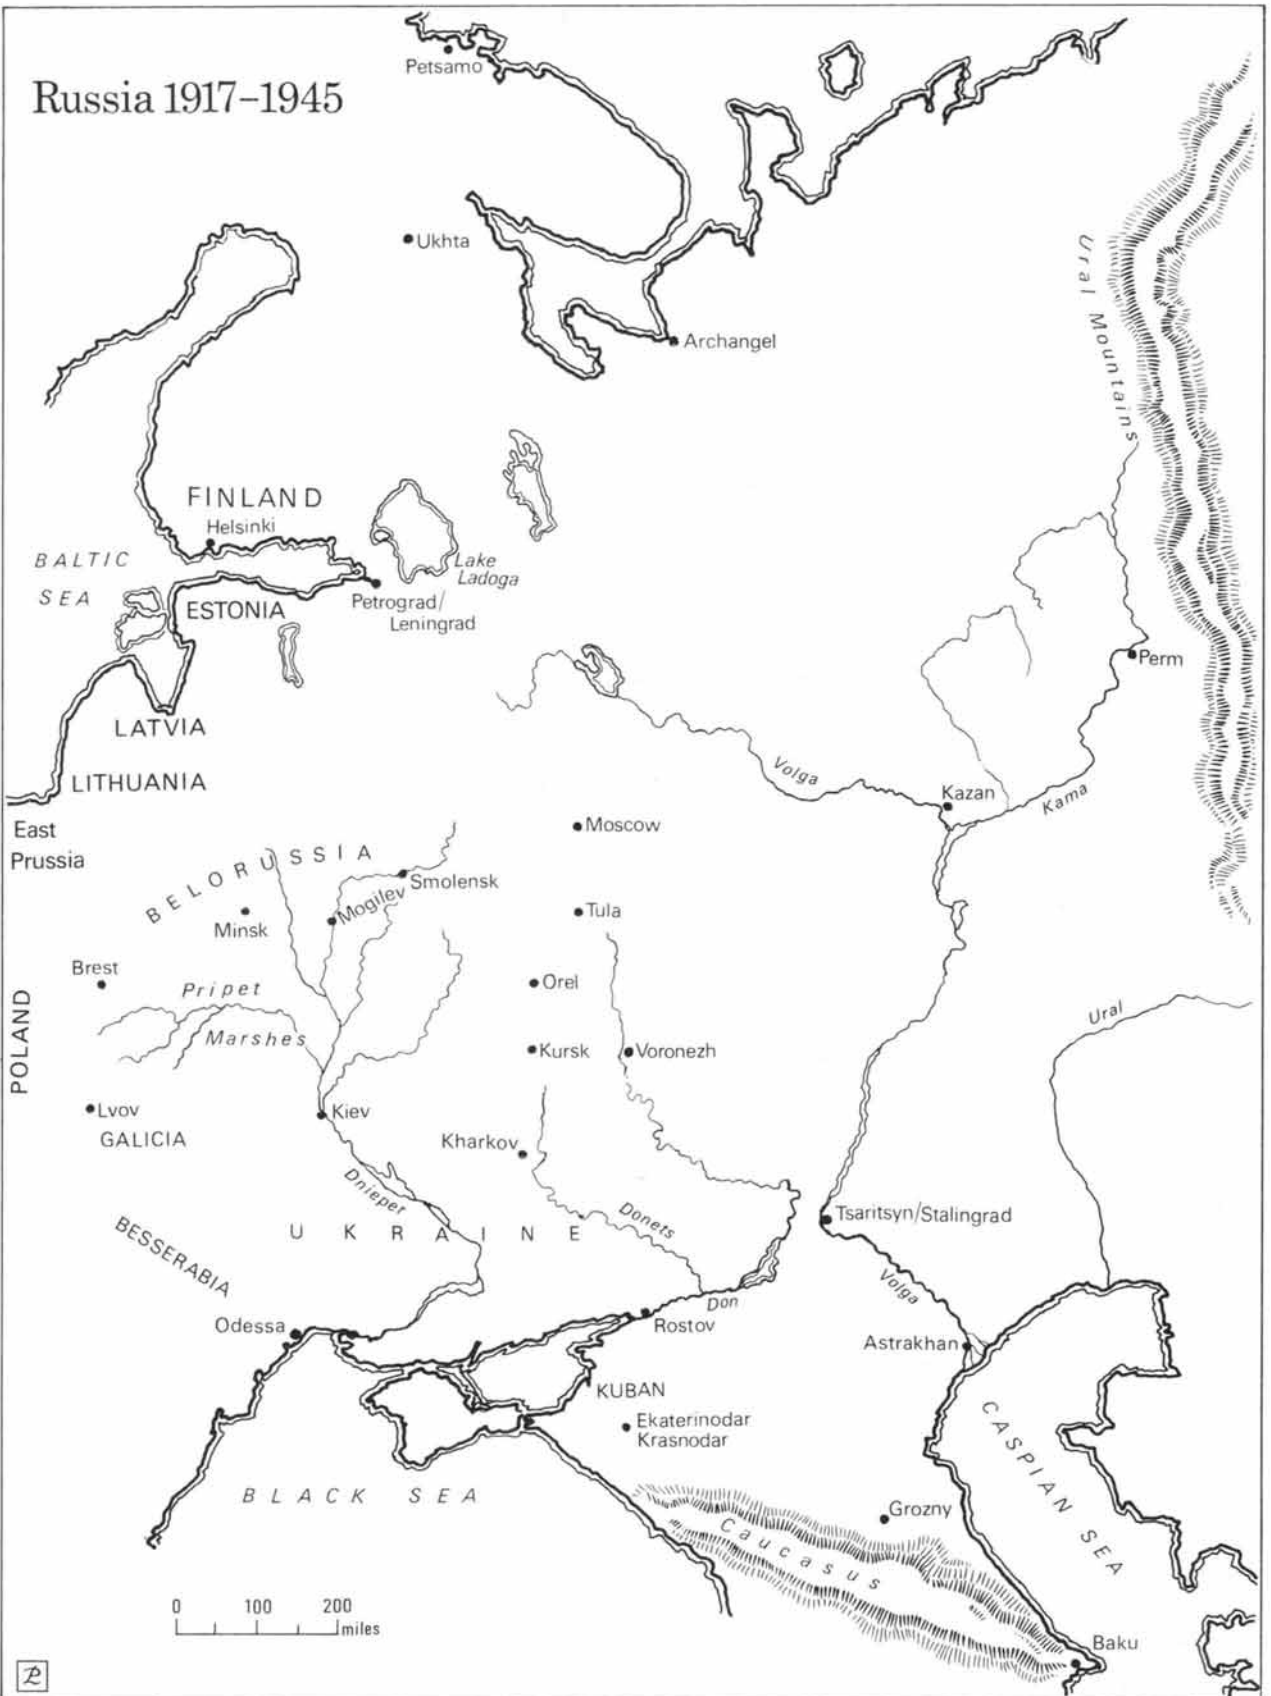 Russia 1917–1945
Petsamo
Ukhta
Archangel
Ural Mountains
FINLAND
Helsinki
BALTIC
SEA
Lake
Ladoga
Petrograd/
Leningrad
ESTONIA
Perm
LATVIA
LITHUANIA
Volga
Kazan
Kama
East
Prussia
Moscow
BELORUSSIA
Smolensk
Mogilev
Minsk
Tula
Brest
Pripet
Marshes
Orel
POLAND
Ural
Kursk
Voronezh
Lvov
GALICIA
Kiev
Kharkov
Dnieper
Donets
UKRAINE
Tsaritsyn/Stalingrad
BESSERABIA
Volga
Don
Odessa
Rostov
Astrakhan
KUBAN
Ekaterinodar
Krasnodar
CASPIAN SEA
BLACK SEA
Grozny
Caucasus
0 100 200
miles
Baku